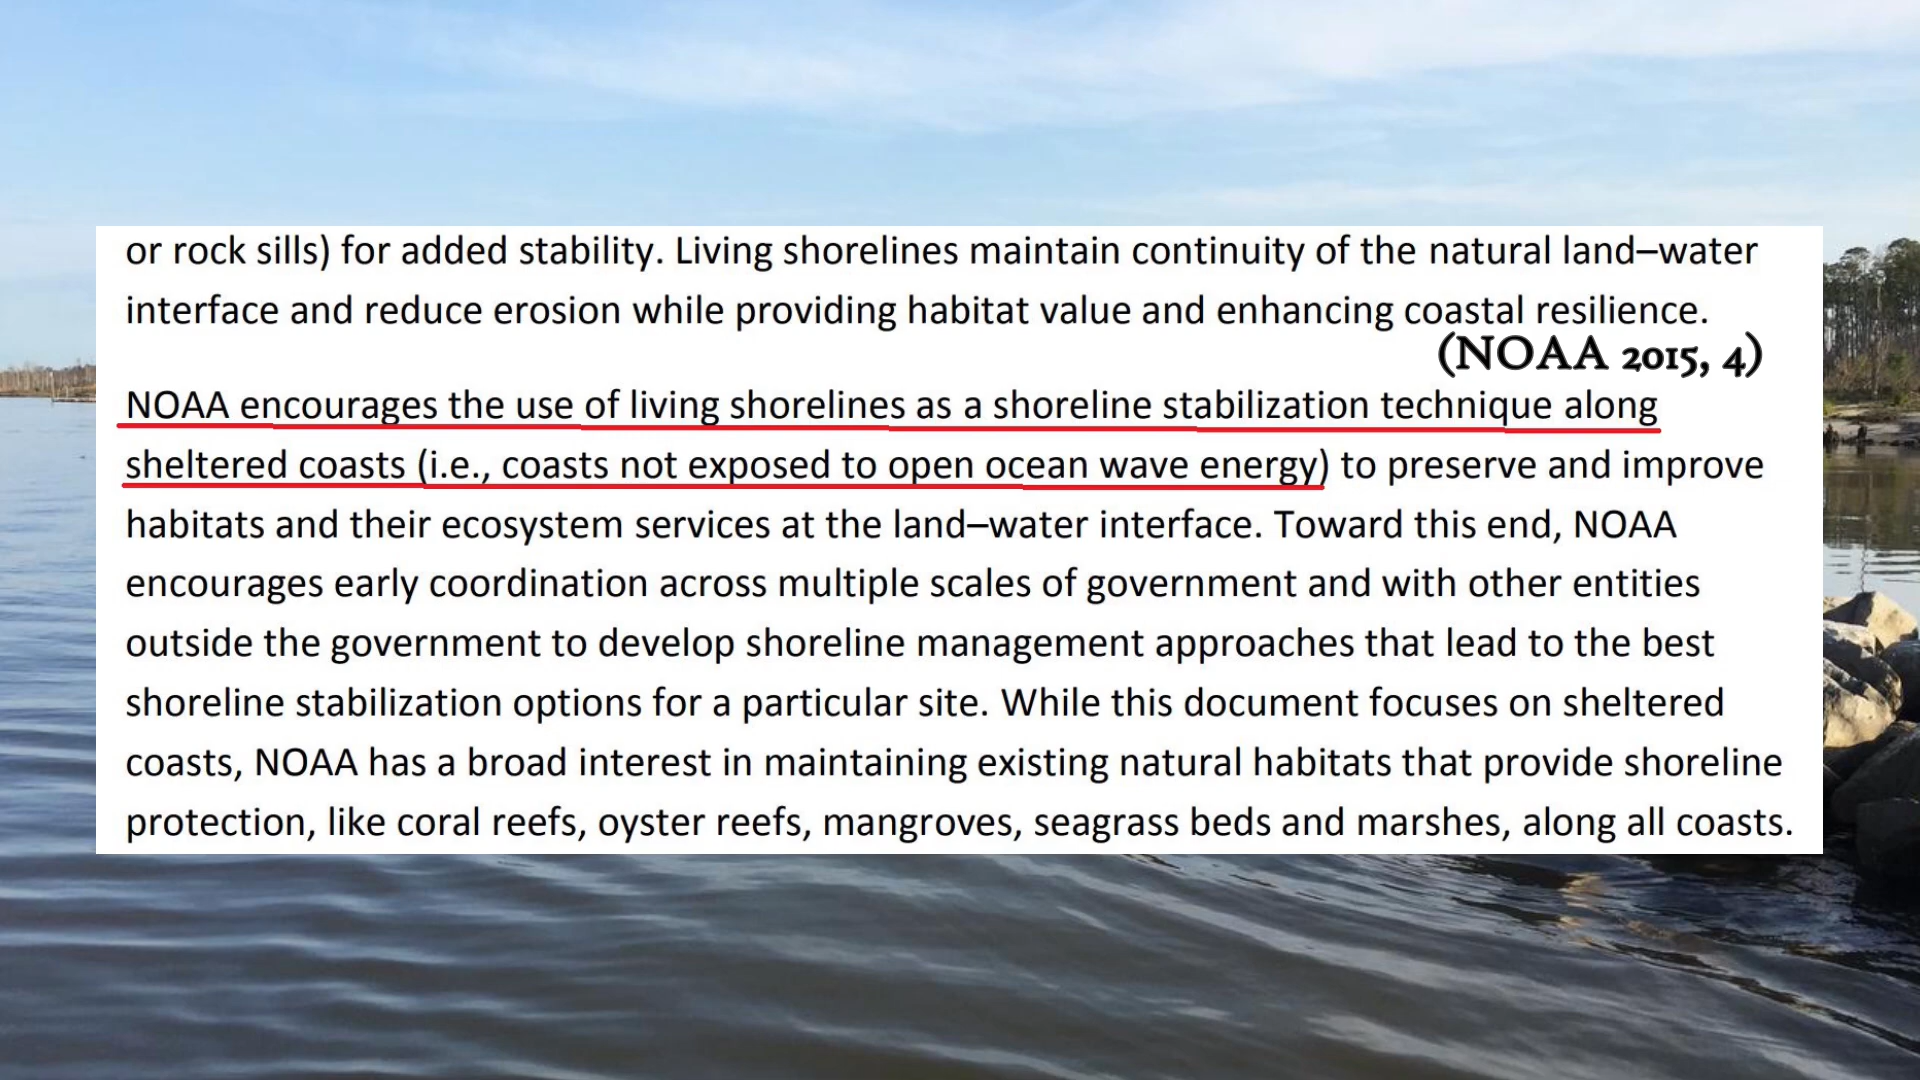 or rock sills) for added stability. Living shorelines maintain continuity of the natural land–water
interface and reduce erosion while providing habitat value and enhancing coastal resilience.
(NOAA 2015, 4)
NOAA encourages the use of living shorelines as a shoreline stabilization technique along
sheltered coasts (i.e., coasts not exposed to open ocean wave energy) to preserve and improve
habitats and their ecosystem services at the land–water interface. Toward this end, NOAA
encourages early coordination across multiple scales of government and with other entities
outside the government to develop shoreline management approaches that lead to the best
shoreline stabilization options for a particular site. While this document focuses on sheltered
coasts, NOAA has a broad interest in maintaining existing natural habitats that provide shoreline
protection, like coral reefs, oyster reefs, mangroves, seagrass beds and marshes, along all coasts.